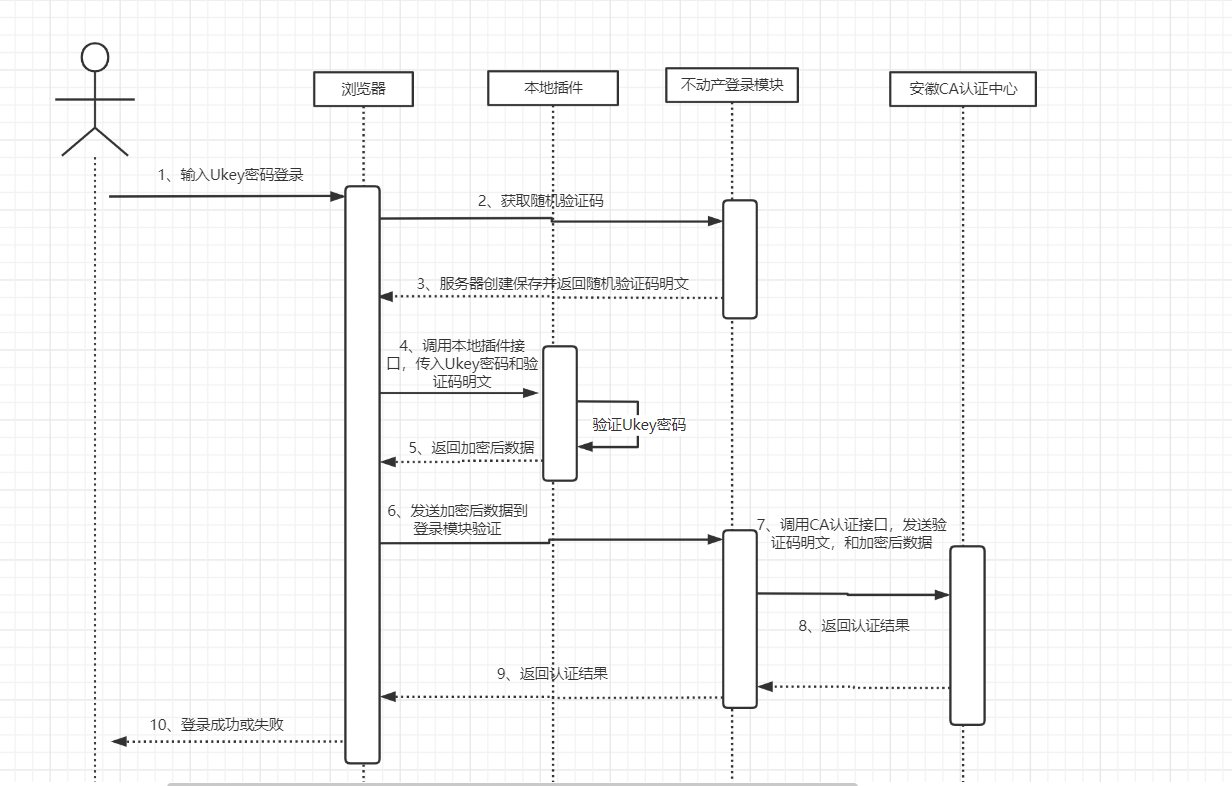 浏览器
本地插件
不动产登录模块
安徽CA认证中心
1、输入Ukey密码登录
2、获取随机验证码
3、服务器创建保存并返回随机验证码明文
4、调用本地插件接
口，传入Ukey密码和验
证码明文
验证Ukey密码
5、返回加密后数据
6、发送加密后数据到
登录模块验证
7、调用CA认证接口，发送验
证码明文，和加密后数据
8、返回认证结果
9、返回认证结果
10、登录成功或失败